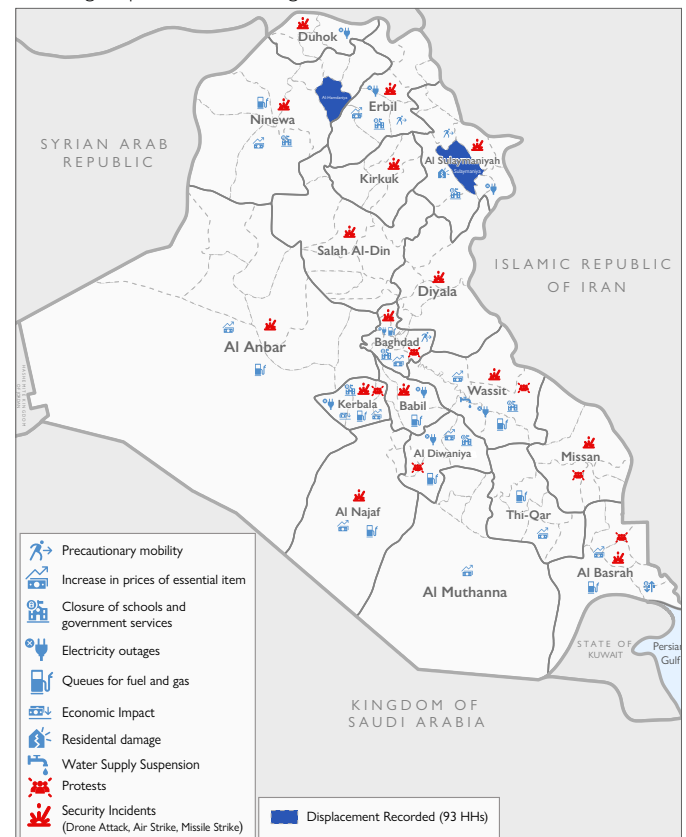 Duhok
Al-Hamdaniya
Erbil
Ninewa
SYRIAN ARAB
REPUBLIC
Al Sulaymaniyah
Sulaymaniya
Kirkuk
Salah Al-Din
ISLAMIC REPUBLIC
OF IRAN
Diyala
Baghdad
Al Anbar
Wassit
Kerbala
Babil
Al Diwaniya
Missan
Al Najaf
Thi-Qar
Al Basrah
Al Muthanna
STATE OF
KUWAIT
Persian
Gulf
KINGDOM OF
SAUDI ARABIA
Precautionary mobility
Increase in prices of essential item
Closure of schools and
government services
Electricity outages
Queues for fuel and gas
Economic Impact
Residental damage
Water Supply Suspension
Protests
Security Incidents
(Drone Attack, Air Strike, Missile Strike)
Displacement Recorded (93 HHs)